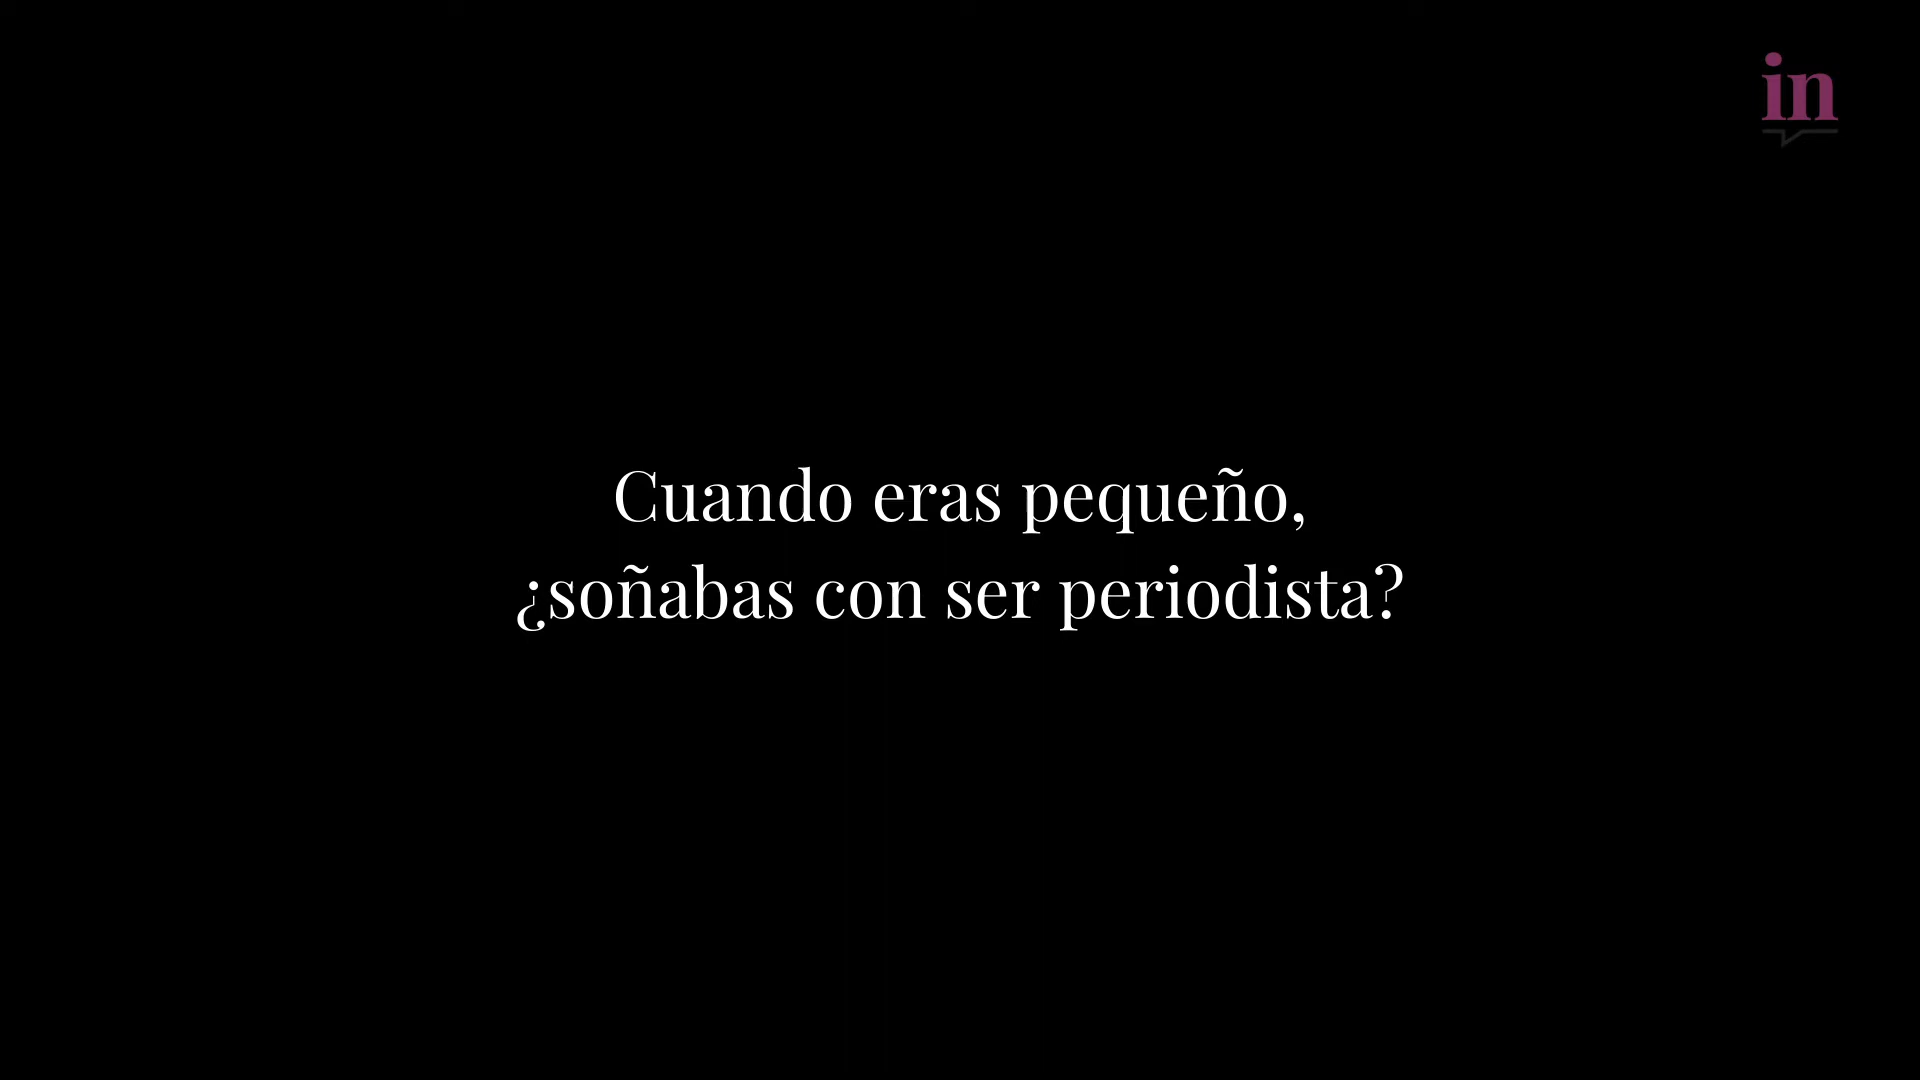 in
Cuando eras pequeño,
¿soñabas con ser periodista?